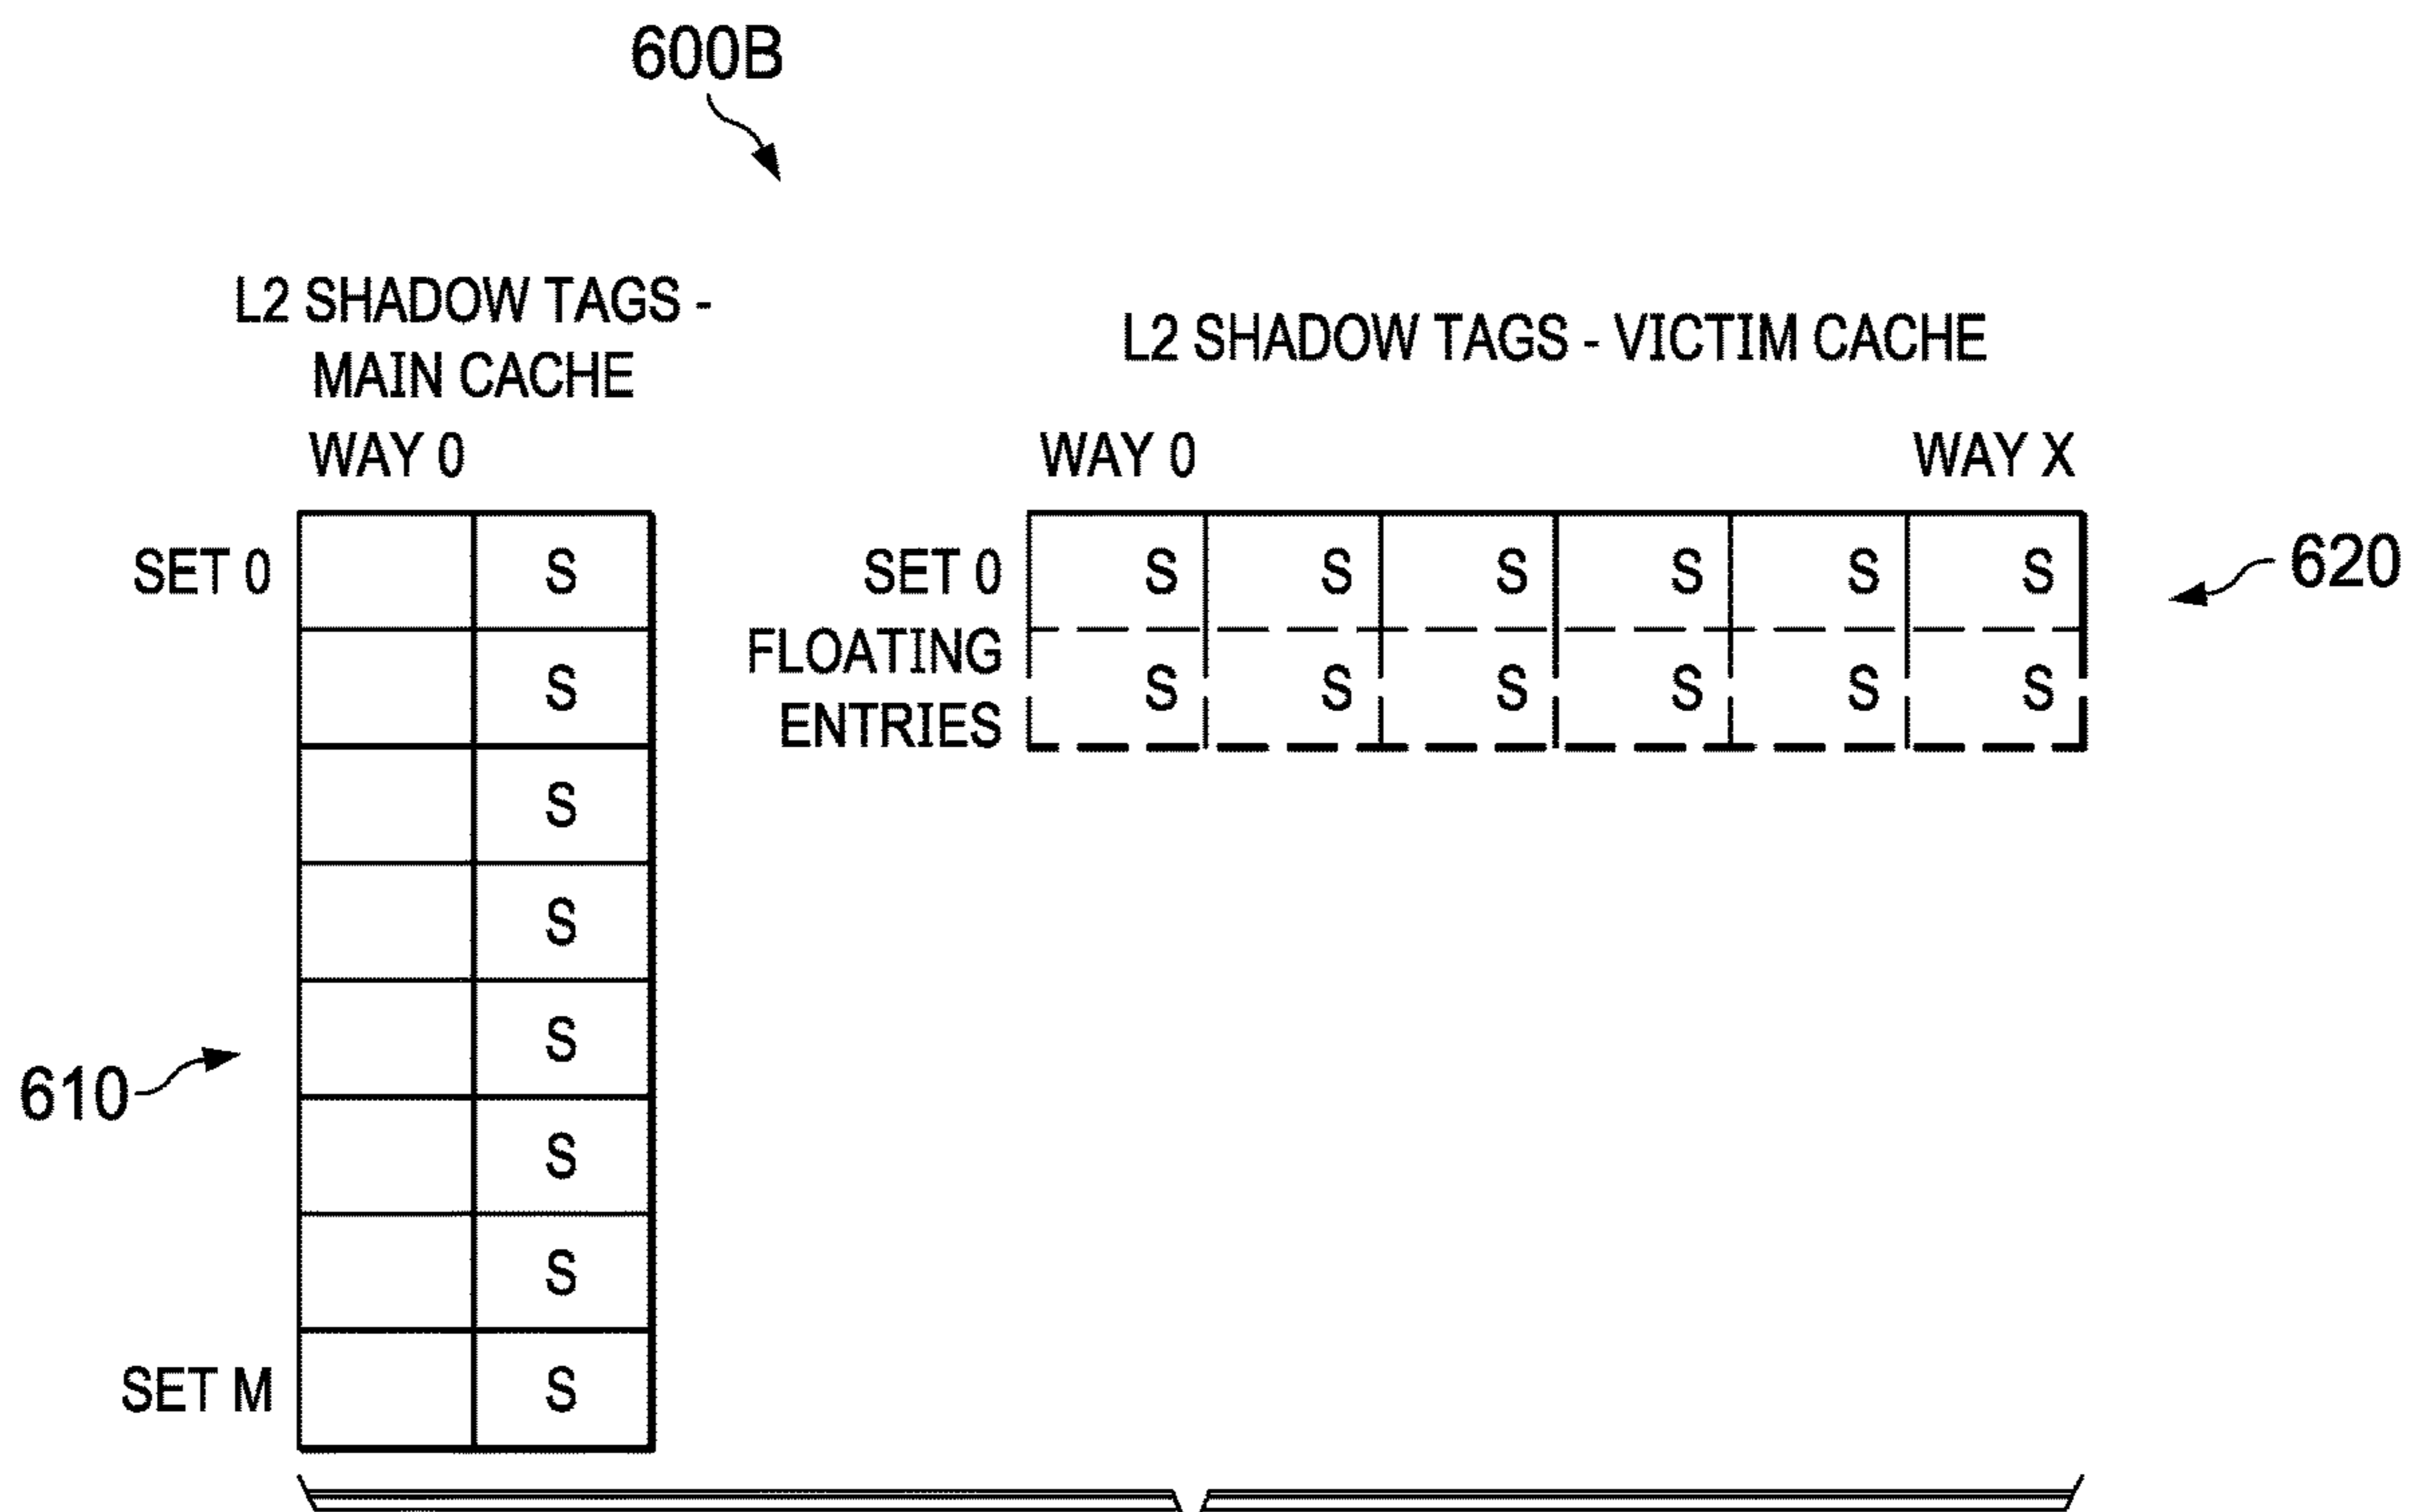 600B
L2 SHADOW TAGS -
MAIN CACHE
WAY 0
L2 SHADOW TAGS - VICTIM CACHE
WAY 0 WAY X
SET 0 S
S
S
S
S
S
S
SET M S
SET 0 S S S S S S
FLOATING
ENTRIES
S S S S S S
620
610